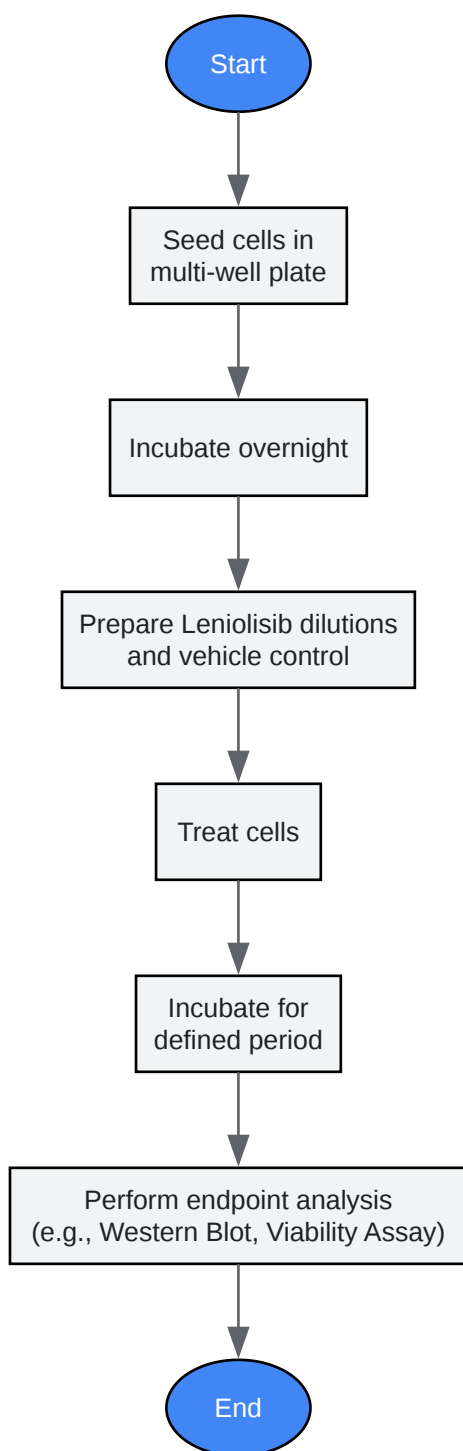 Start
Seed cells in
multi-well plate
Incubate overnight
Prepare Leniolisib dilutions
and vehicle control
Treat cells
Incubate for
defined period
Perform endpoint analysis
(e.g., Western Blot, Viability Assay)
End